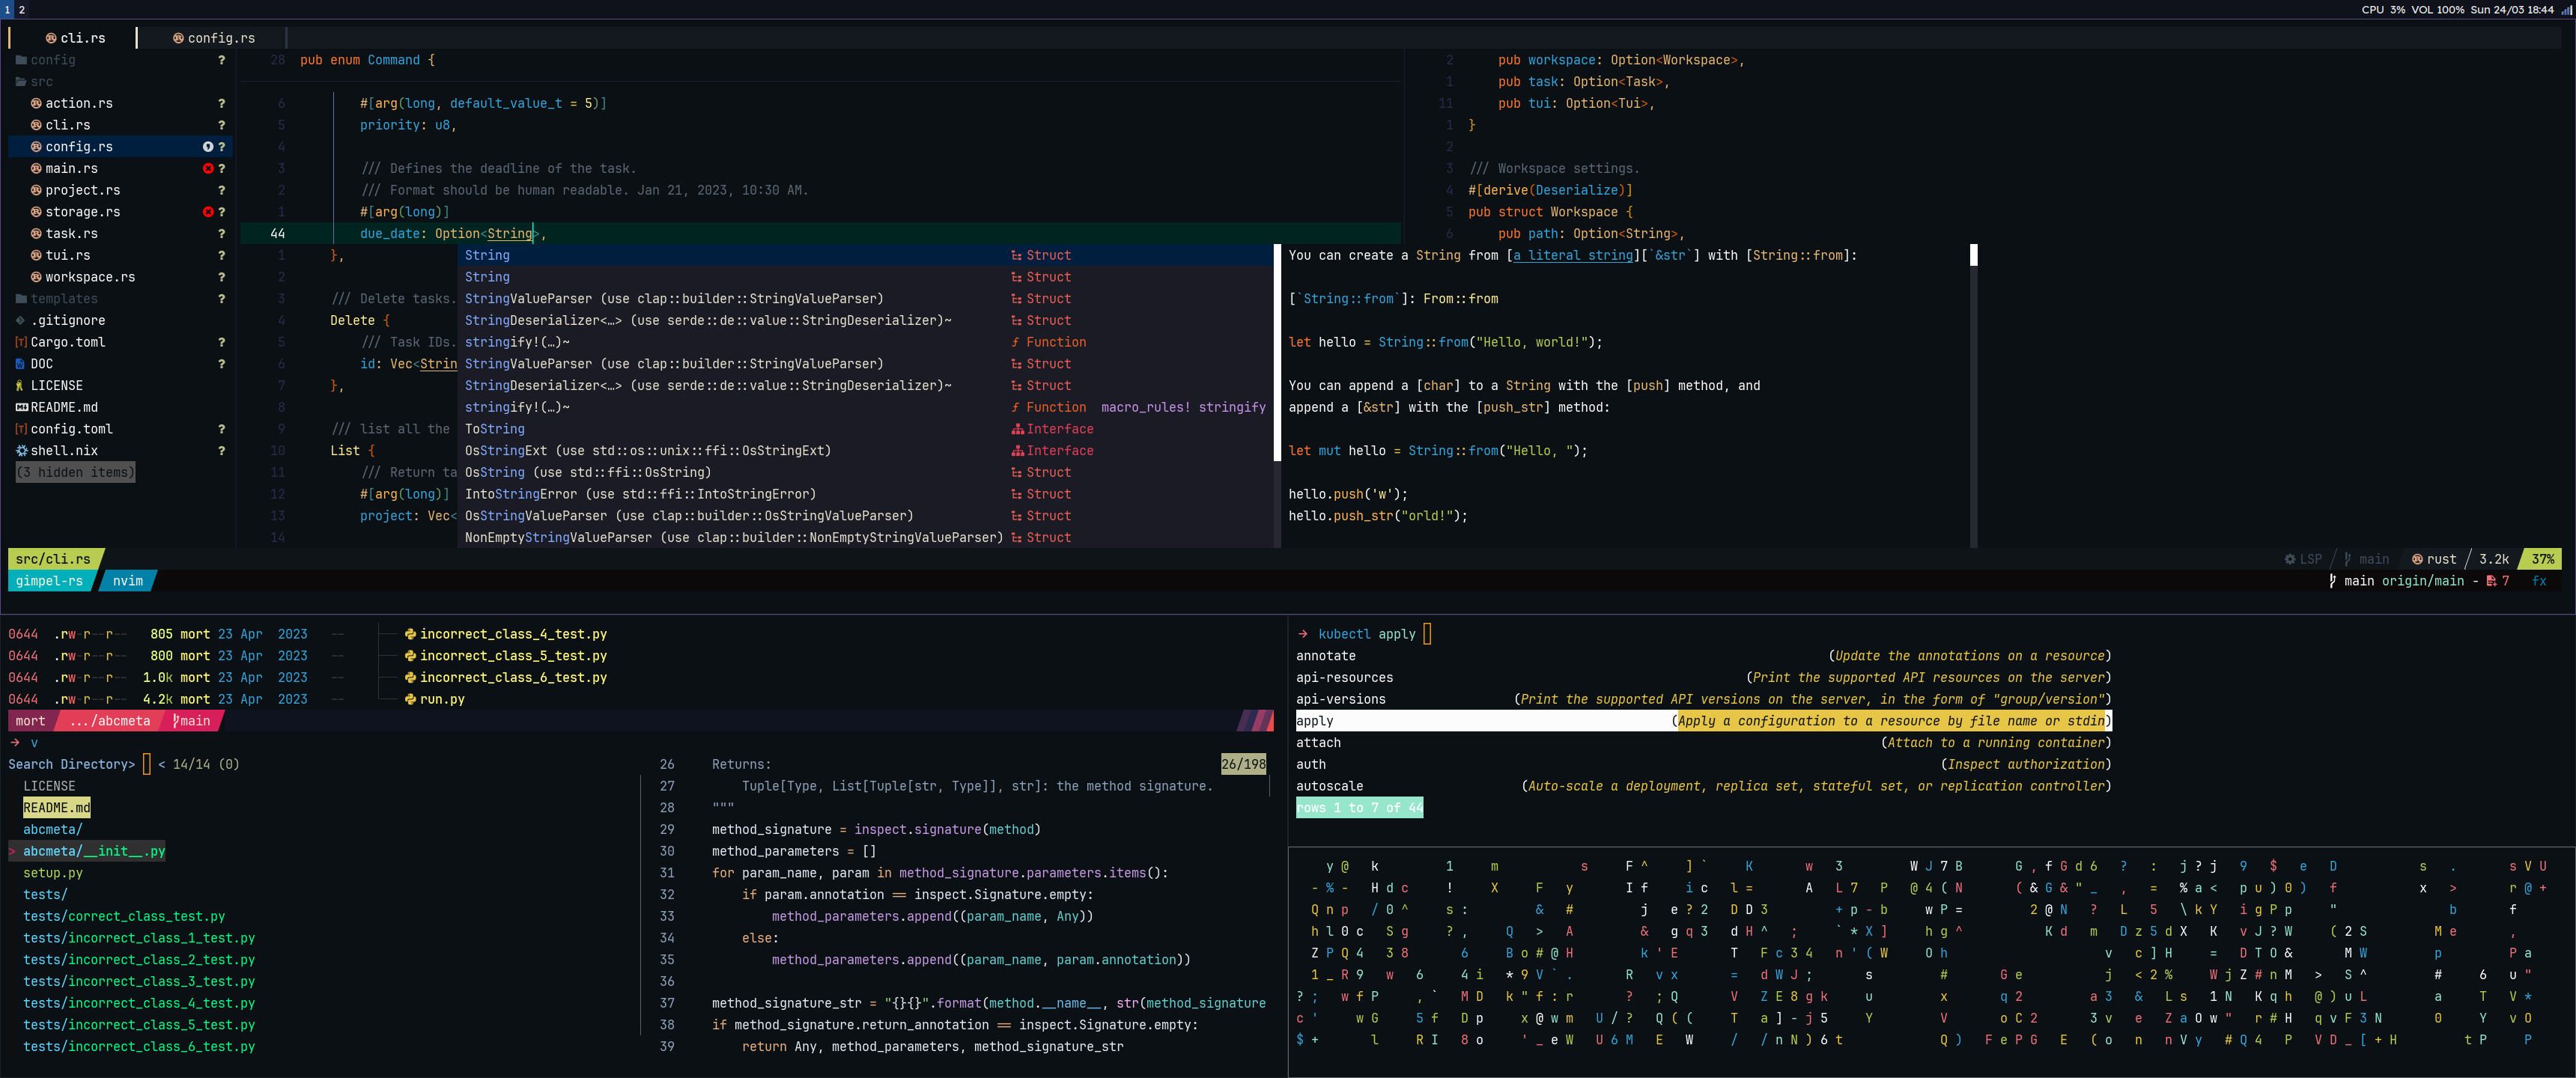 1 2
CPU 3% VOL 100% Sun 24/03 18:44
cli.rs config.rs
config ?
src
action.rs ?
cli.rs ?
config.rs ?
main.rs ?
project.rs ?
storage.rs ?
task.rs ?
tui.rs ?
workspace.rs ?
templates ?
.gitignore
Cargo.toml ?
DOC ?
LICENSE
README.md
config.toml ?
shell.nix ?
(3 hidden items)
28 pub enum Command {
6 #[arg(long, default_value_t = 5)]
5 priority: u8,
4
3 /// Defines the deadline of the task.
2 /// Format should be human readable. Jan 21, 2023, 10:30 AM.
1 #[arg(long)]
44 due_date: Option<String>,
1 },
2
3 /// Delete tasks.
4 Delete {
5 /// Task IDs.
6 id: Vec<Strin
7 },
8
9 /// list all the
10 List {
11 /// Return ta
12 #[arg(long)]
13 project: Vec<
14
String Struct
String Struct
StringValueParser (use clap::builder::StringValueParser) Struct
StringDeserializer<…> (use serde::de::value::StringDeserializer)~ Struct
stringify!(…)~ Function
StringValueParser (use clap::builder::StringValueParser) Struct
StringDeserializer<…> (use serde::de::value::StringDeserializer)~ Struct
stringify!(…)~ Function macro_rules! stringify
ToString Interface
OsStringExt (use std::os::unix::ffi::OsStringExt) Interface
OsString (use std::ffi::OsString) Struct
IntoStringError (use std::ffi::IntoStringError) Struct
OsStringValueParser (use clap::builder::OsStringValueParser) Struct
NonEmptyStringValueParser (use clap::builder::NonEmptyStringValueParser) Struct
2 pub workspace: Option<Workspace>,
1 pub task: Option<Task>,
11 pub tui: Option<Tui>,
1 }
2
3 /// Workspace settings.
4 #[derive(Deserialize)]
5 pub struct Workspace {
6 pub path: Option<String>,
You can create a String from [a literal string][`&str`] with [String::from]:
[`String::from`]: From::from
let hello = String::from("Hello, world!");
You can append a [char] to a String with the [push] method, and
append a [&str] with the [push_str] method:
let mut hello = String::from("Hello, ");
hello.push('w');
hello.push_str("orld!");
src/cli.rs LSP / main rust / 3.2k 37%
gimpel-rs nvim main origin/main - 7 fx
0644 .rw-r--r-- 805 mort 23 Apr 2023 -- incorrect_class_4_test.py
0644 .rw-r--r-- 800 mort 23 Apr 2023 -- incorrect_class_5_test.py
0644 .rw-r--r-- 1.0k mort 23 Apr 2023 -- incorrect_class_6_test.py
0644 .rw-r--r-- 4.2k mort 23 Apr 2023 -- run.py
mort .../abcmeta main
→ v
Search Directory> < 14/14 (0)
LICENSE
README.md
abcmeta/
> abcmeta/__init__.py
setup.py
tests/
tests/correct_class_test.py
tests/incorrect_class_1_test.py
tests/incorrect_class_2_test.py
tests/incorrect_class_3_test.py
tests/incorrect_class_4_test.py
tests/incorrect_class_5_test.py
tests/incorrect_class_6_test.py
26 Returns: 26/198
27 Tuple[Type, List[Tuple[str, Type]], str]: the method signature.
28 """
29 method_signature = inspect.signature(method)
30 method_parameters = []
31 for param_name, param in method_signature.parameters.items():
32 if param.annotation == inspect.Signature.empty:
33 method_parameters.append((param_name, Any))
34 else:
35 method_parameters.append((param_name, param.annotation))
36
37 method_signature_str = "{}{}".format(method.__name__, str(method_signature
38 if method_signature.return_annotation == inspect.Signature.empty:
39 return Any, method_parameters, method_signature_str
→ kubectl apply
annotate (Update the annotations on a resource)
api-resources (Print the supported API resources on the server)
api-versions (Print the supported API versions on the server, in the form of "group/version")
apply (Apply a configuration to a resource by file name or stdin)
attach (Attach to a running container)
auth (Inspect authorization)
autoscale (Auto-scale a deployment, replica set, stateful set, or replication controller)
rows 1 to 7 of 44